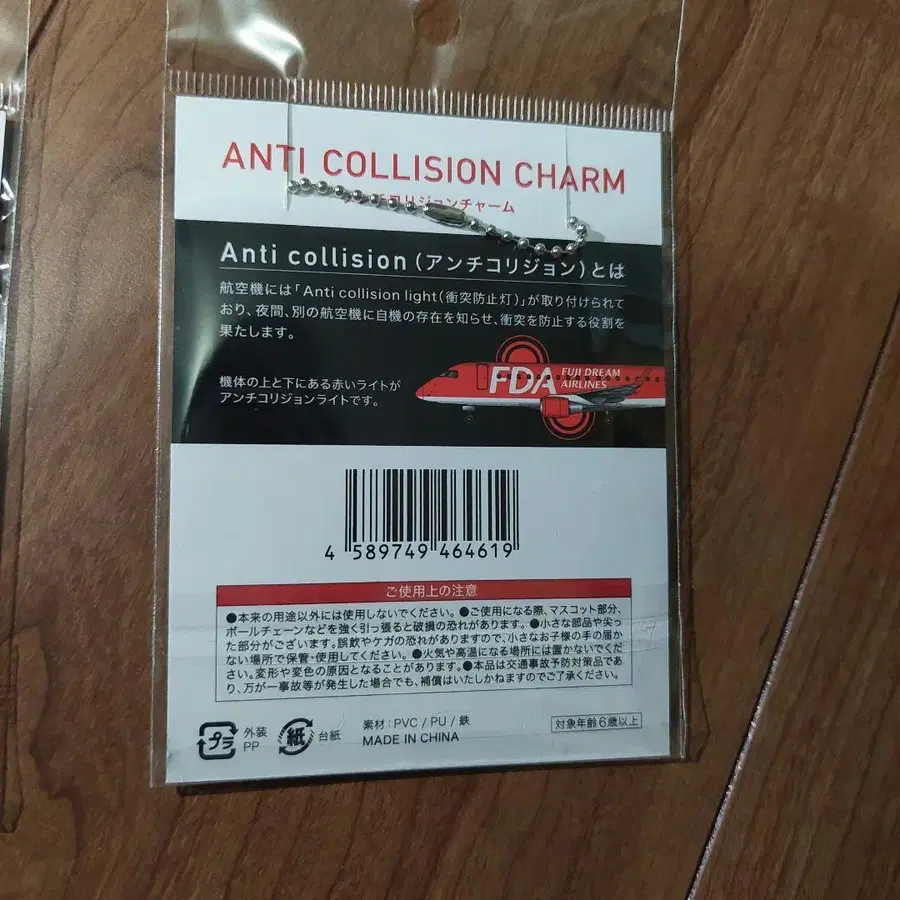 ANTI COLLISION CHARM
アンチコリジョンチャーム
Anti collision（アンチコリジョン）とは
航空機には「Anti collision light（衝突防止灯）」が取り付けられて
おり、夜間、別の航空機に自機の存在を知らせ、衝突を防止する役割を
果たします。
機体の上と下にある赤いライトが
アンチコリジョンライトです。
FDA FUJI DREAM
AIRLINES
4 589749 464619
ご使用上の注意
●本来の用途以外には使用しないでください。●ご使用になる際、マスコット部分、
ボールチェーンなどを強く引っ張ると破損の恐れがあります。●小さな部品や尖っ
た部分がございます。誤飲やケガの恐れがありますので、小さなお子様の手の届か
ない場所で保管・使用してください。●火気や高温になる場所には置かないでくださ
い。変形や変色の原因となることがあります。●本品は交通事故予防対策品であ
り、万が一事故等が発生した場合でも、補償はいたしかねますのでご了承ください。
プラ 外装
PP
紙 台紙
素材：PVC / PU / 鉄
MADE IN CHINA
対象年齢6歳以上